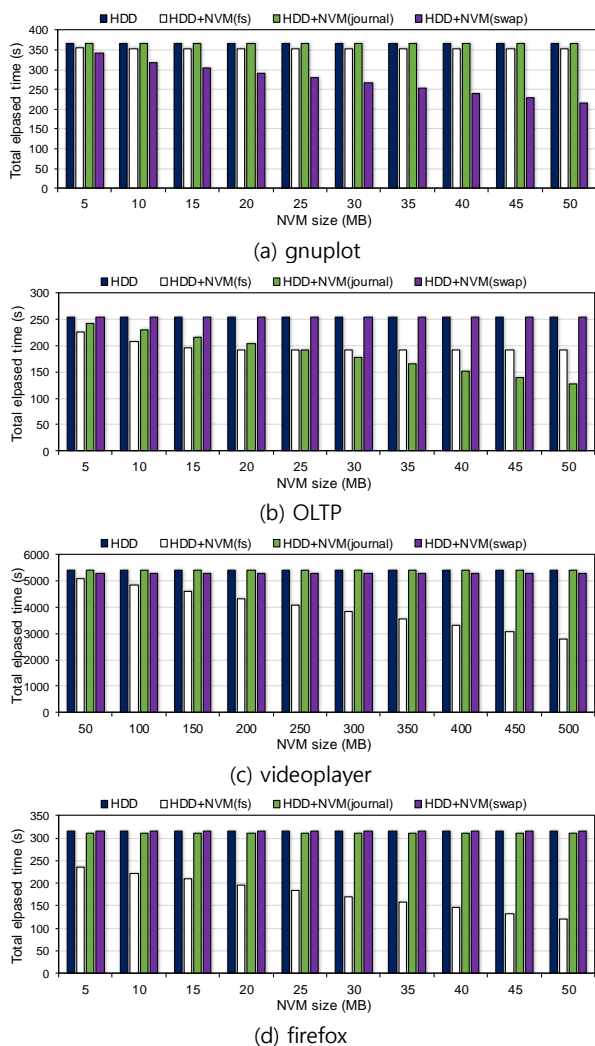 HDD HDD+NVM(fs) HDD+NVM(journal) HDD+NVM(swap)
Total elpased time (s)
400
350
300
250
200
150
100
50
0
5 10 15 20 25 30 35 40 45 50
NVM size (MB)
(a) gnuplot
HDD HDD+NVM(fs) HDD+NVM(journal) HDD+NVM(swap)
Total elpased time (s)
300
250
200
150
100
50
0
5 10 15 20 25 30 35 40 45 50
NVM size (MB)
(b) OLTP
HDD HDD+NVM(fs) HDD+NVM(journal) HDD+NVM(swap)
Total elpased time (s)
6000
5000
4000
3000
2000
1000
0
50 100 150 200 250 300 350 400 450 500
NVM size (MB)
(c) videoplayer
HDD HDD+NVM(fs) HDD+NVM(journal) HDD+NVM(swap)
Total elpased time (s)
350
300
250
200
150
100
50
0
5 10 15 20 25 30 35 40 45 50
NVM size (MB)
(d) firefox